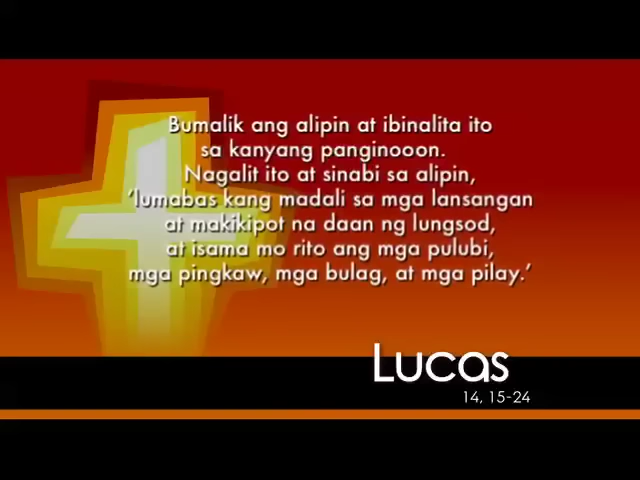 Bumalik ang alipin at ibinalita ito
sa kanyang panginooon.
Nagalit ito at sinabi sa alipin,
'lumabas kang madali sa mga lansangan
at makikipot na daan ng lungsod,
at isama mo rito ang mga pulubi,
mga pingkaw, mga bulag, at mga pilay.'
Lucas
14, 15-24